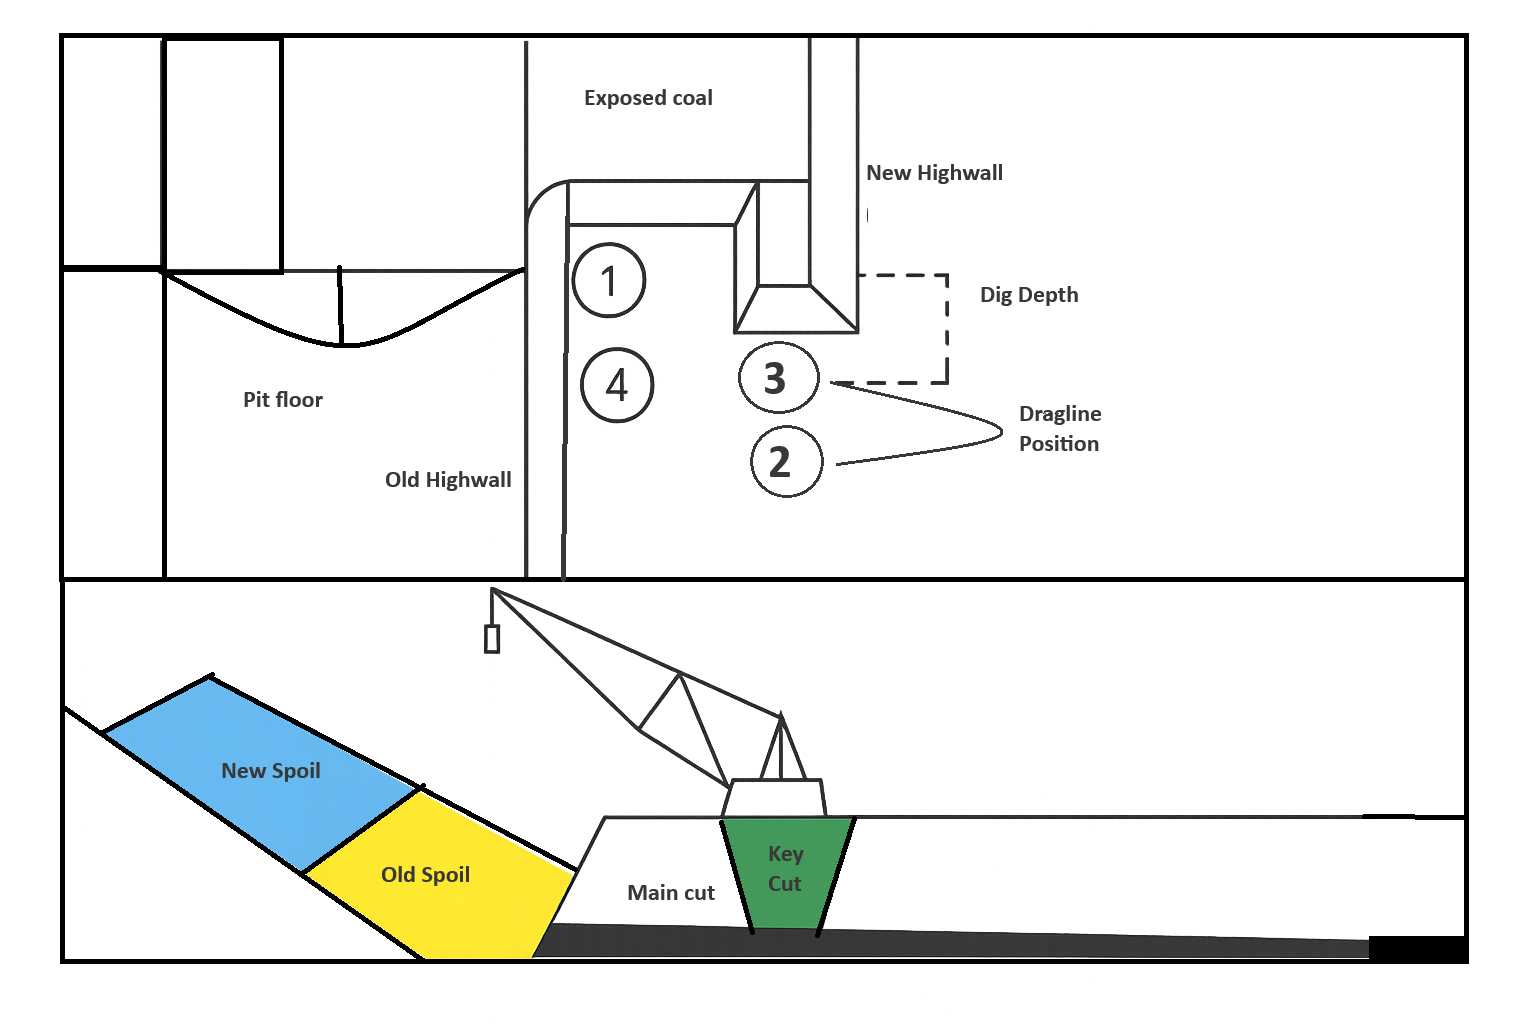 Exposed coal
New Highwall
1
Dig Depth
3
4
Pit floor
Dragline
Position
2
Old Highwall
New Spoil
Key
Cut
Old Spoil
Main cut